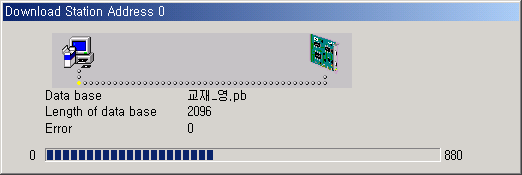 Download Station Address 0
Data base 교재_영.pb
Length of data base 2096
Error 0
0 880